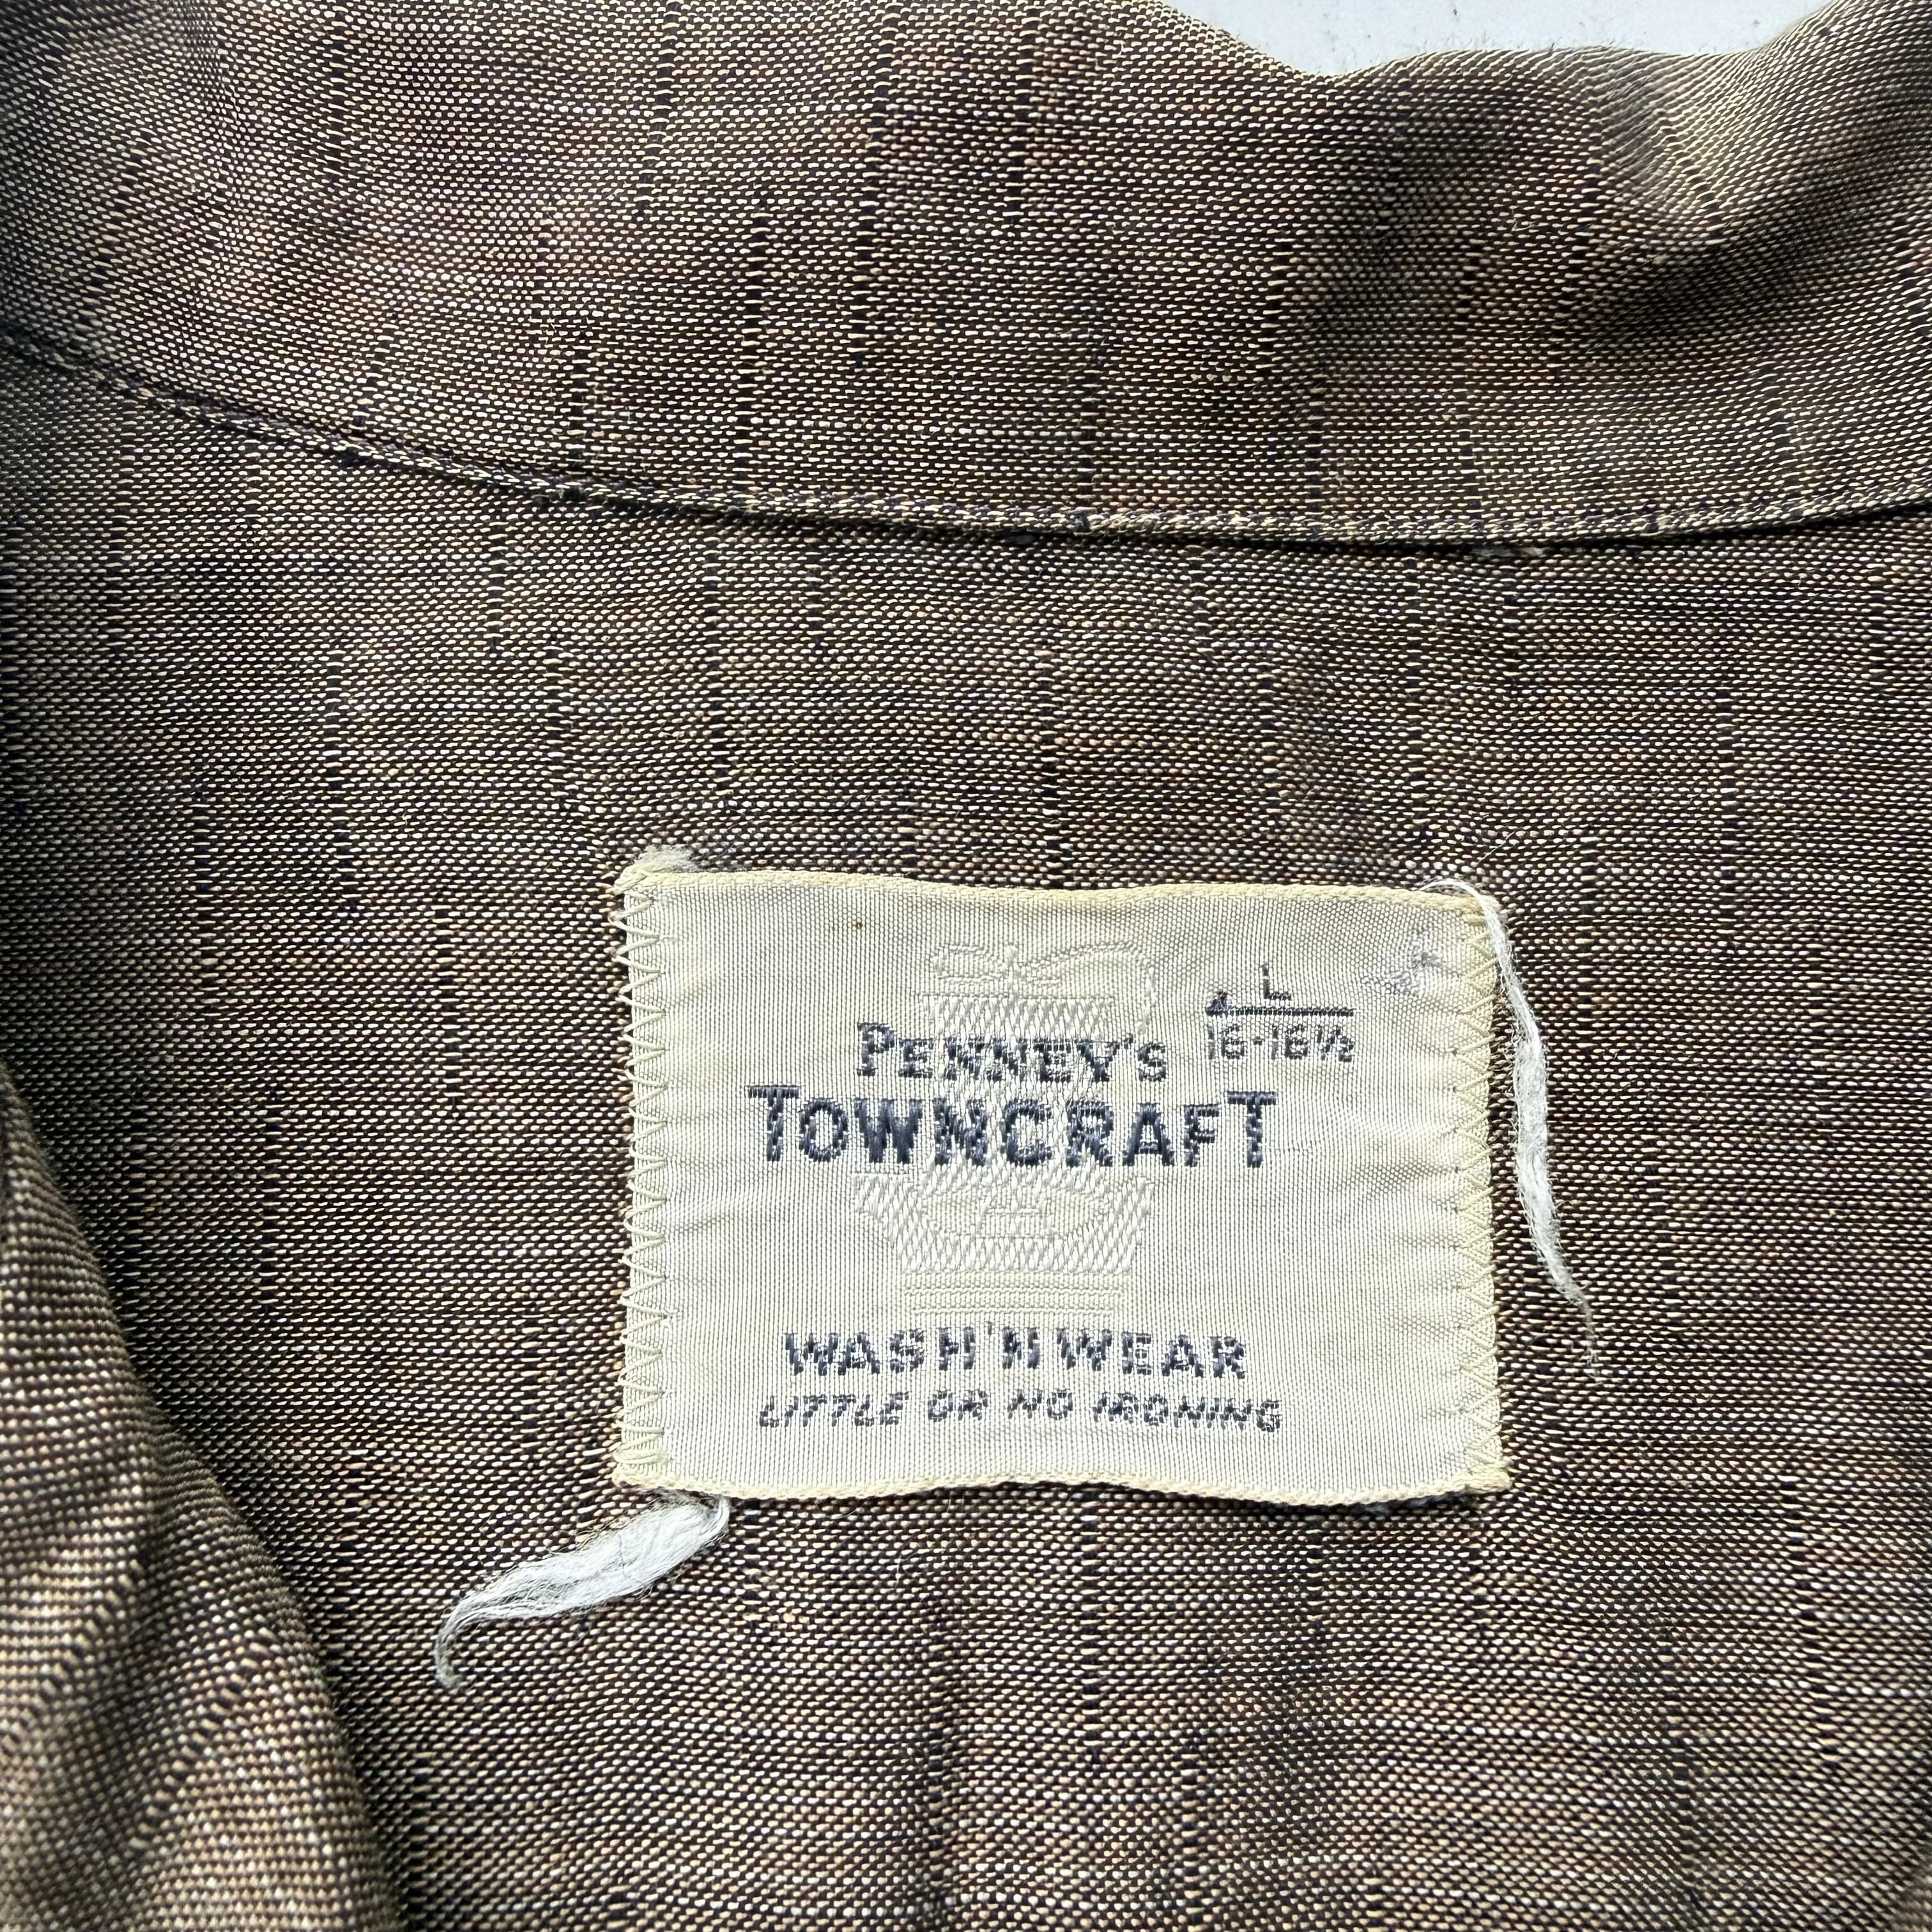 L
16-16½
PENNEY'S
TOWNCRAFT
WASH'N WEAR
LITTLE OR NO IRONING